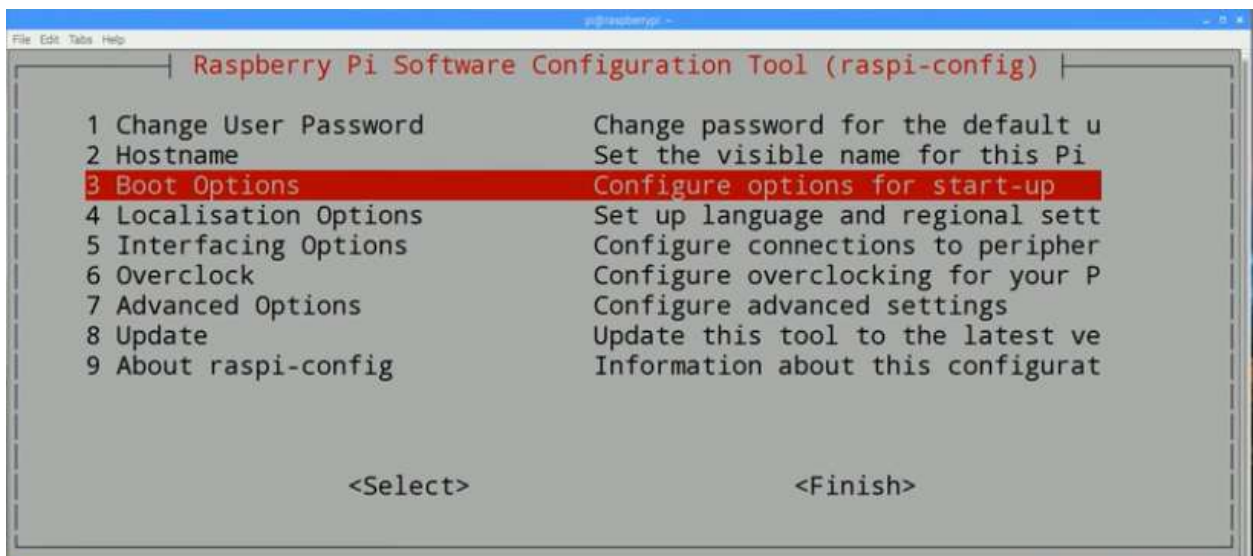 pi@raspberrypi: ~
File Edit Tabs Help
Raspberry Pi Software Configuration Tool (raspi-config)
1 Change User Password Change password for the default u
2 Hostname Set the visible name for this Pi
3 Boot Options Configure options for start-up
4 Localisation Options Set up language and regional sett
5 Interfacing Options Configure connections to peripher
6 Overclock Configure overclocking for your P
7 Advanced Options Configure advanced settings
8 Update Update this tool to the latest ve
9 About raspi-config Information about this configurat
<Select> <Finish>